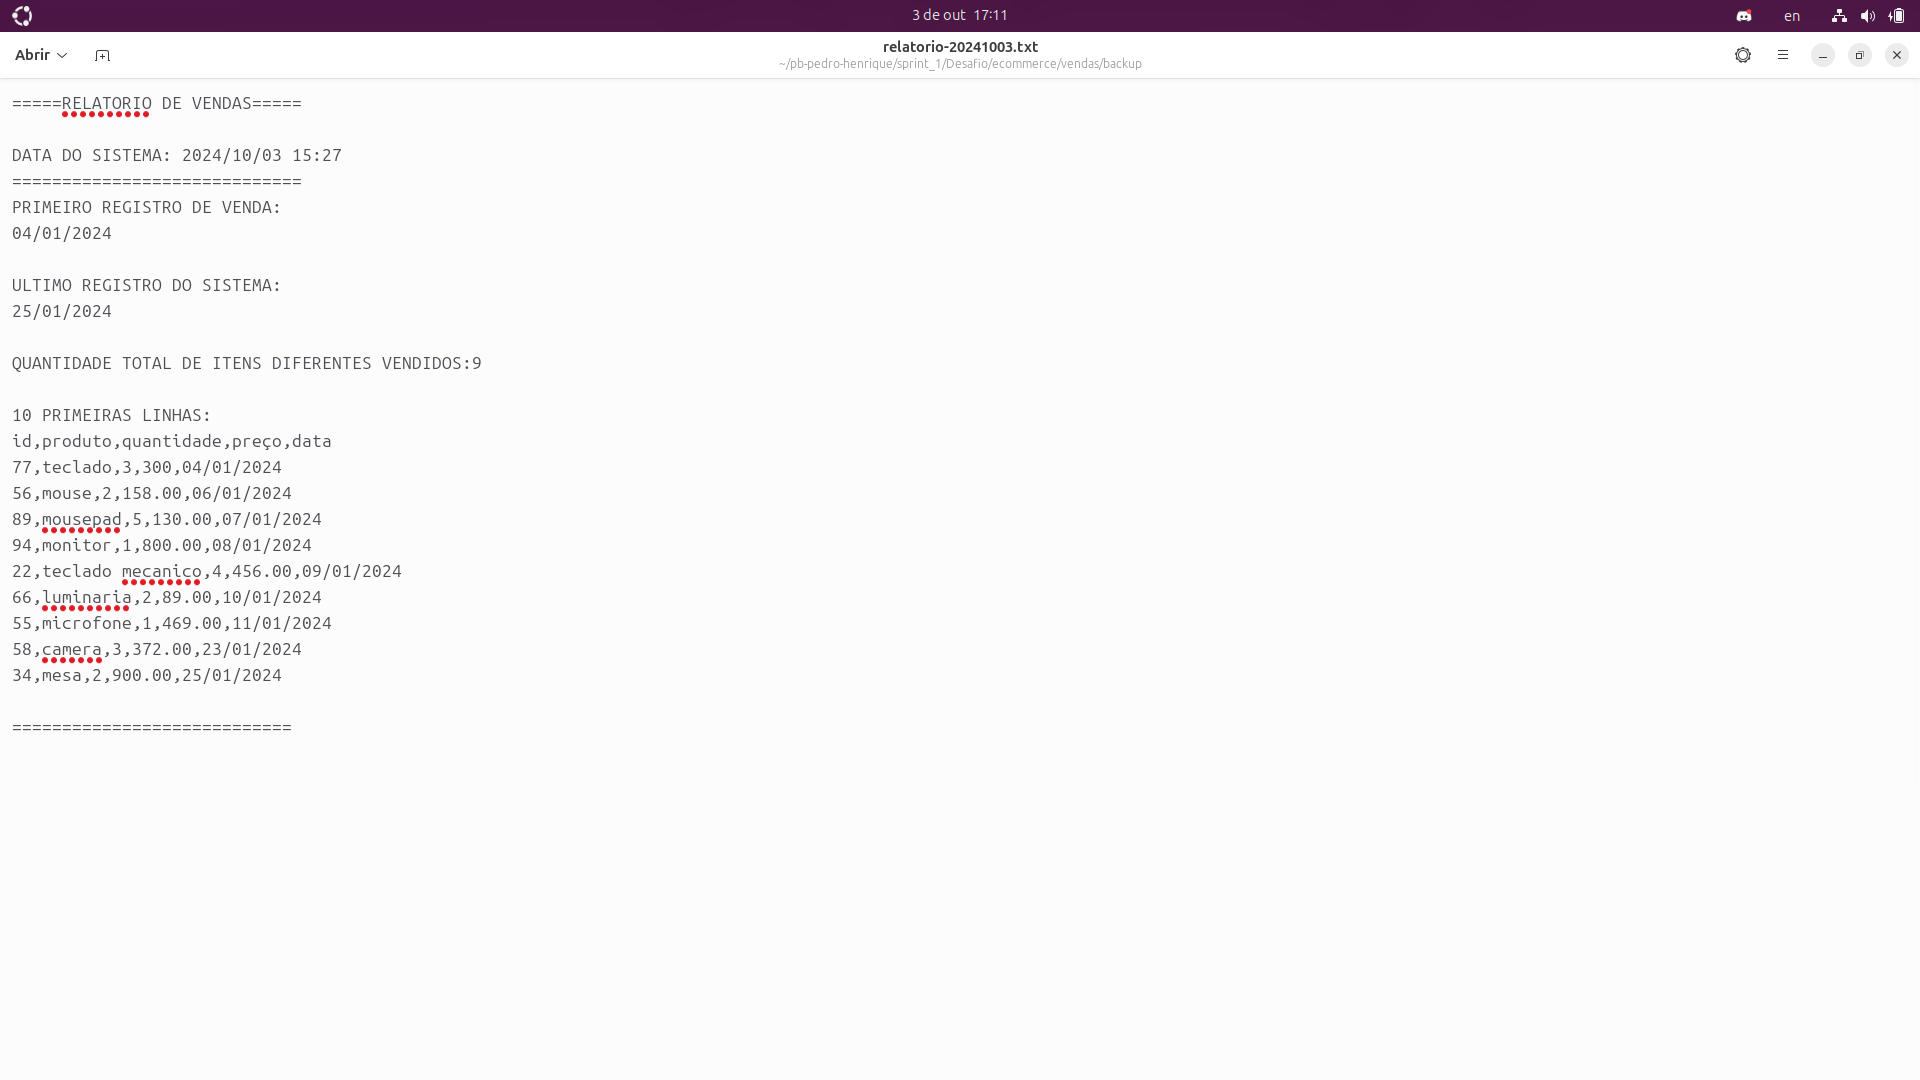 3 de out 17:11
en
Abrir
relatorio-20241003.txt
~/pb-pedro-henrique/sprint_1/Desafio/ecommerce/vendas/backup
=====RELATORIO DE VENDAS=====
DATA DO SISTEMA: 2024/10/03 15:27
=============================
PRIMEIRO REGISTRO DE VENDA:
04/01/2024
ULTIMO REGISTRO DO SISTEMA:
25/01/2024
QUANTIDADE TOTAL DE ITENS DIFERENTES VENDIDOS:9
10 PRIMEIRAS LINHAS:
id,produto,quantidade,preço,data
77,teclado,3,300,04/01/2024
56,mouse,2,158.00,06/01/2024
89,mousepad,5,130.00,07/01/2024
94,monitor,1,800.00,08/01/2024
22,teclado mecanico,4,456.00,09/01/2024
66,luminaria,2,89.00,10/01/2024
55,microfone,1,469.00,11/01/2024
58,camera,3,372.00,23/01/2024
34,mesa,2,900.00,25/01/2024
============================